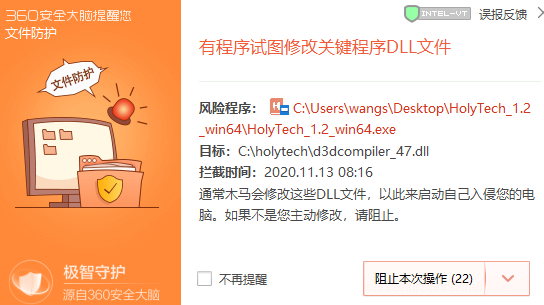 360安全大脑提醒您
INTEL-VT 误报反馈
文件防护
有程序试图修改关键程序DLL文件
文件防护
风险程序： C:\Users\wangs\Desktop\HolyTech_1.2
_win64\HolyTech_1.2_win64.exe
目标： C:\holytech\d3dcompiler_47.dll
拦截时间： 2020.11.13 08:16
通常木马会修改这些DLL文件，以此来启动自己入侵您的电
脑。如果不是您主动修改，请阻止。
极智守护
源自360安全大脑
不再提醒
阻止本次操作 (22)